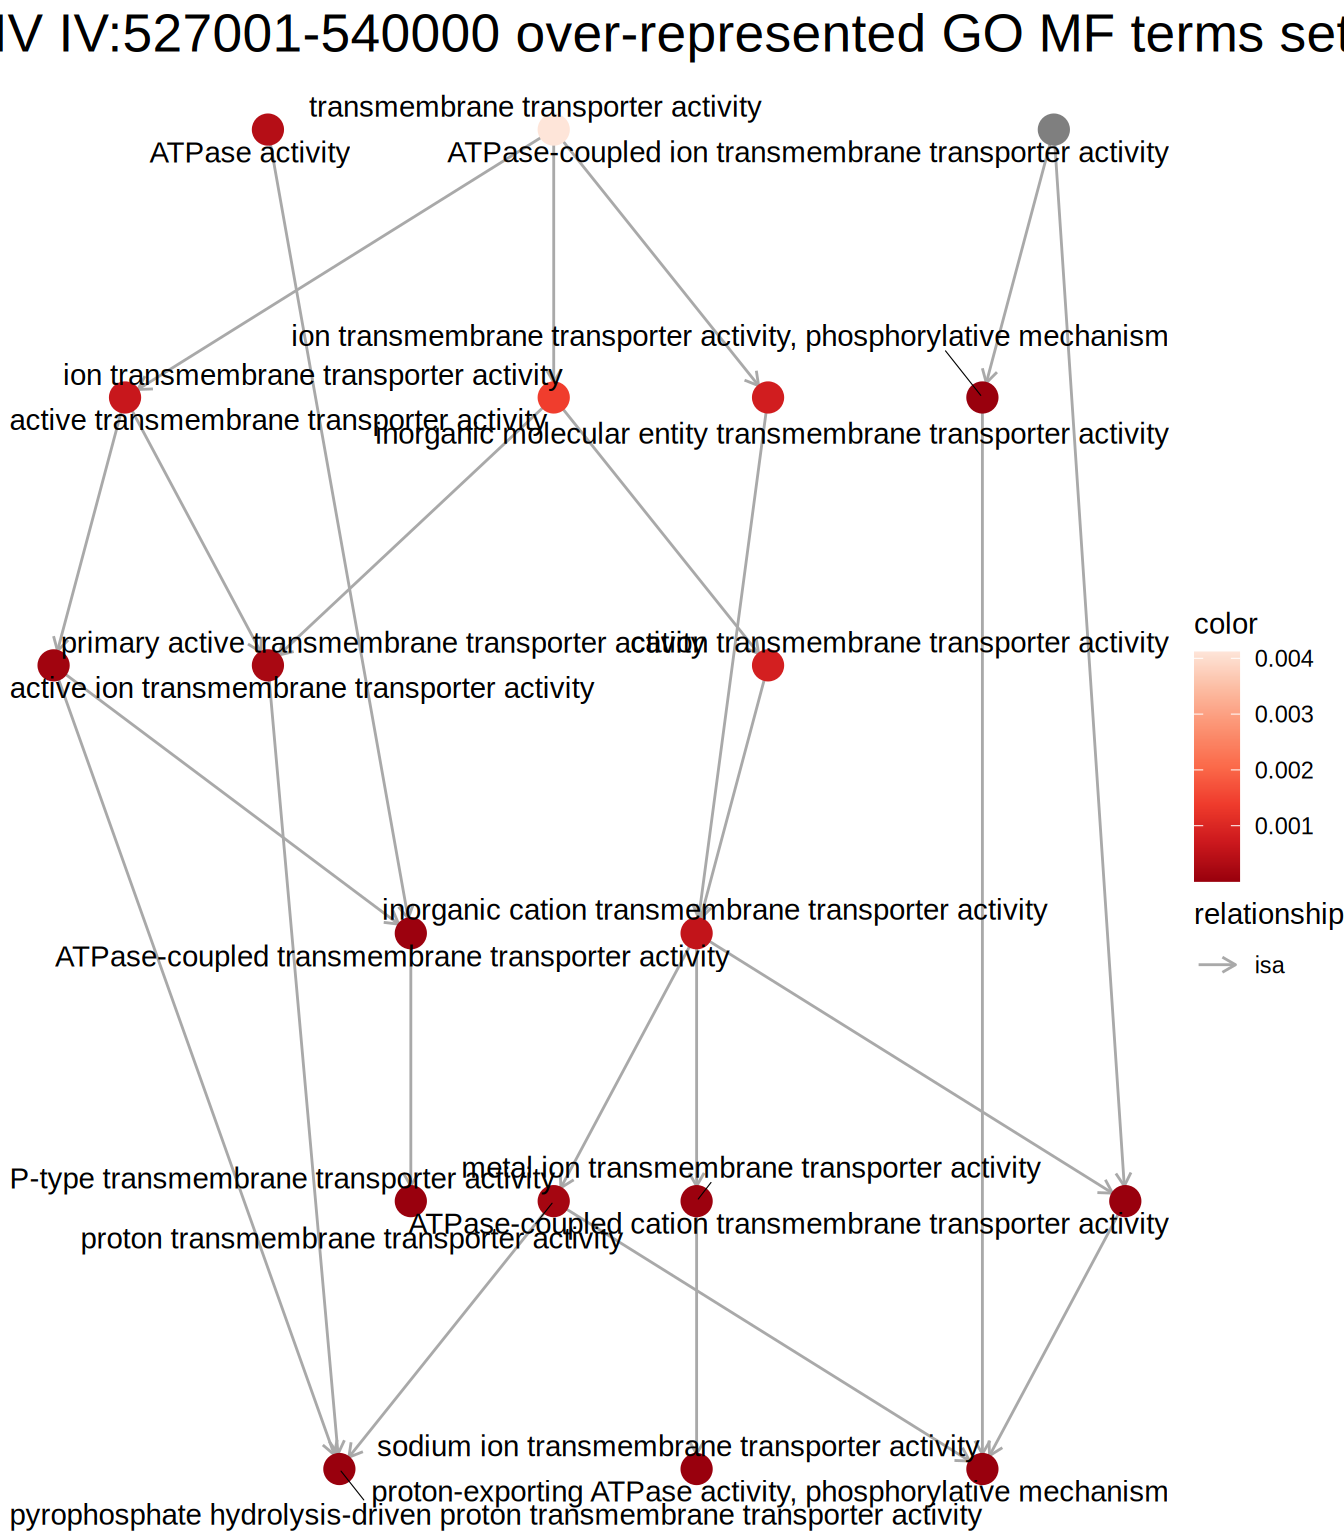 IV IV:527001-540000 over-represented GO MF terms set
transmembrane transporter activity
ATPase activity
ATPase-coupled ion transmembrane transporter activity
ion transmembrane transporter activity, phosphorylative mechanism
ion transmembrane transporter activity
active transmembrane transporter activity
inorganic molecular entity transmembrane transporter activity
primary active transmembrane transporter activity
cation transmembrane transporter activity
active ion transmembrane transporter activity
color
0.004
0.003
0.002
0.001
relationship
isa
inorganic cation transmembrane transporter activity
ATPase-coupled transmembrane transporter activity
metal ion transmembrane transporter activity
P-type transmembrane transporter activity
ATPase-coupled cation transmembrane transporter activity
proton transmembrane transporter activity
sodium ion transmembrane transporter activity
proton-exporting ATPase activity, phosphorylative mechanism
pyrophosphate hydrolysis-driven proton transmembrane transporter activity